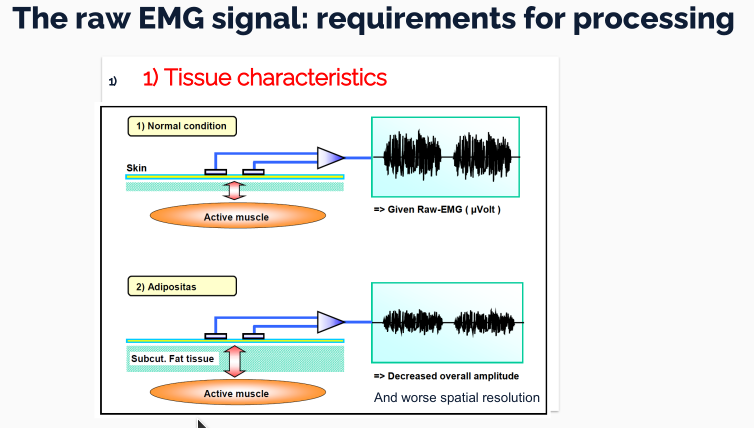 The raw EMG signal: requirements for processing
1) 1) Tissue characteristics
1) Normal condition
Skin
Active muscle
=> Given Raw-EMG ( µVolt )
2) Adipositas
Subcut. Fat tissue
Active muscle
=> Decreased overall amplitude
And worse spatial resolution